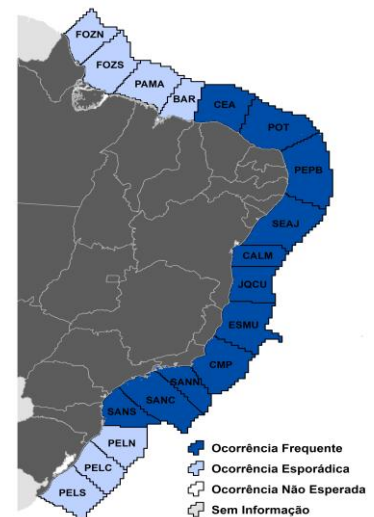 FOZN
FOZS
PAMA
BAR
CEA
POT
PEPB
SEAJ
CALM
JQCU
ESMU
CMP
SANN
SANC
SANS
PELN
PELC
PELS
Ocorrência Frequente
Ocorrência Esporádica
Ocorrência Não Esperada
Sem Informação